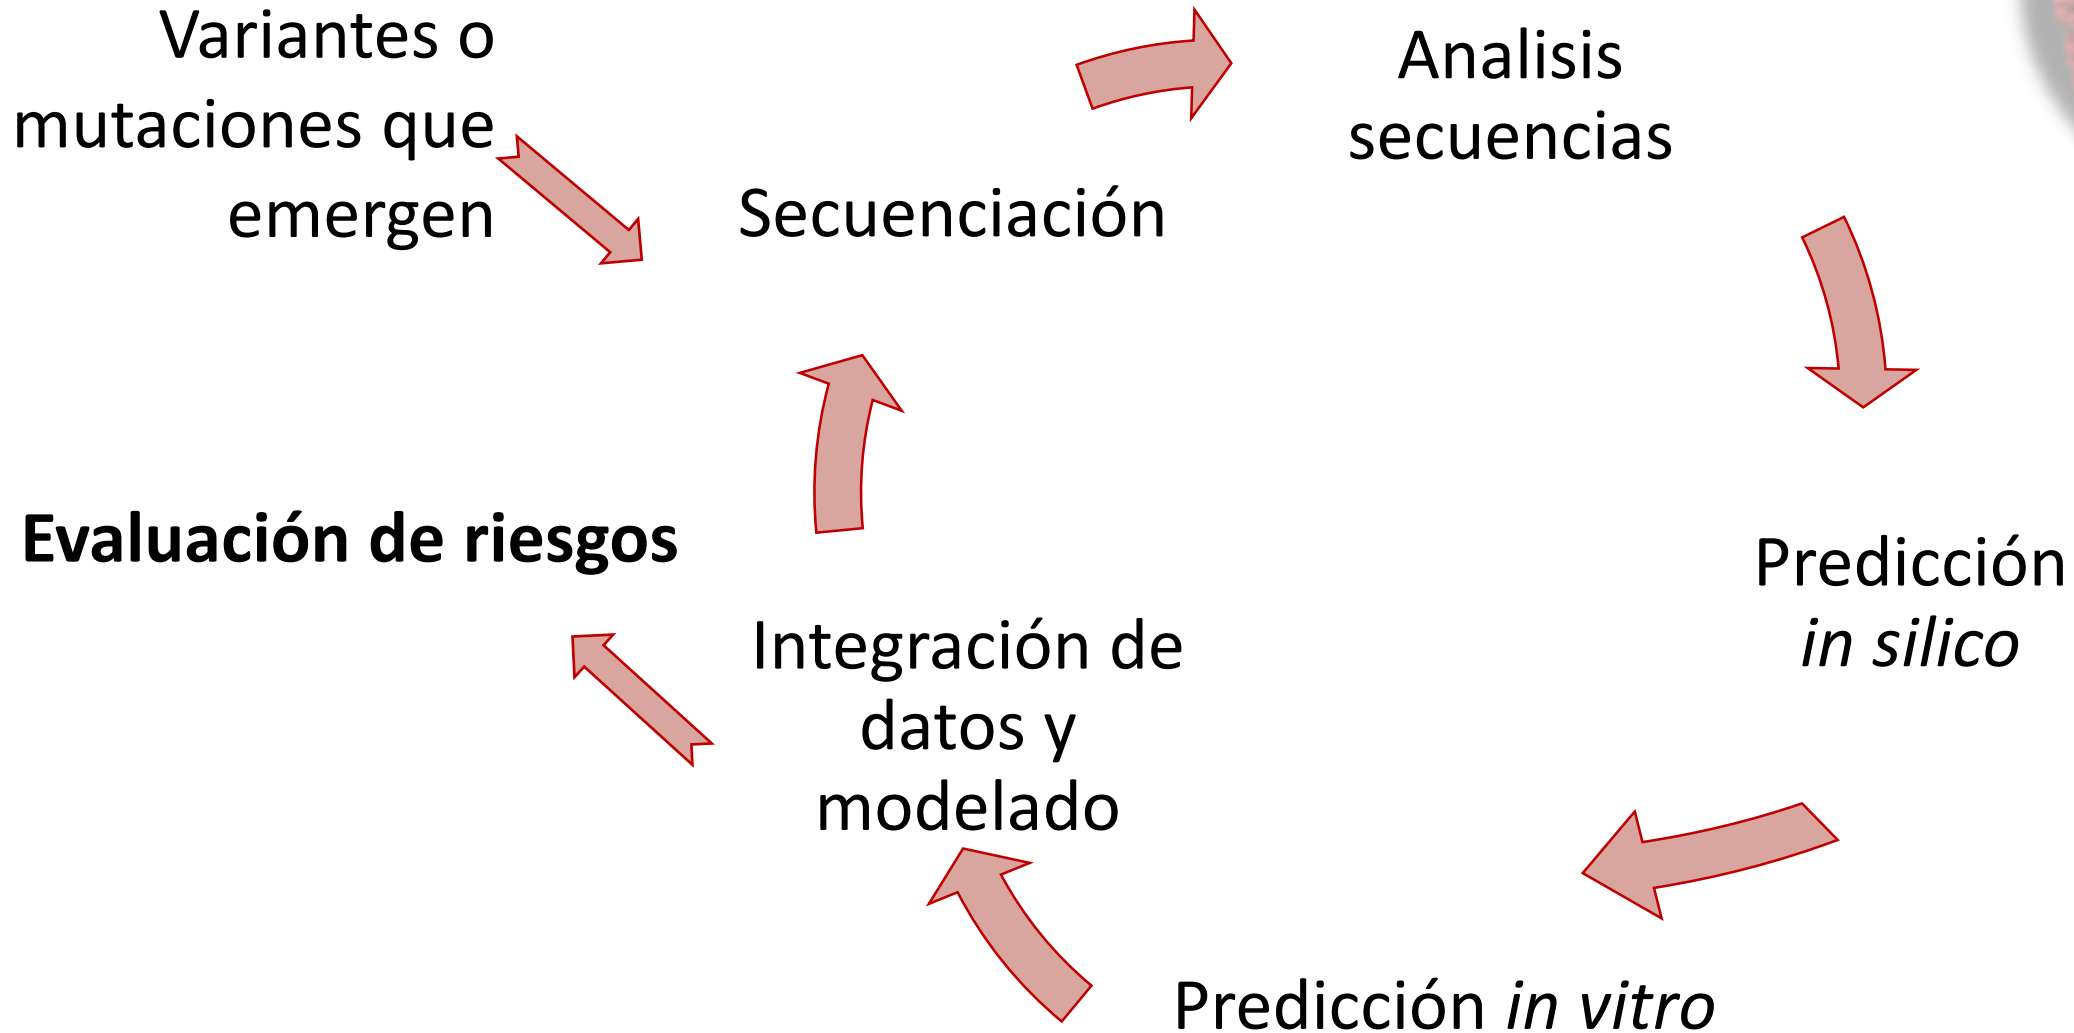 Variantes o
mutaciones que
emergen
Secuenciación
Analisis
secuencias
Predicción
in silico
Predicción in vitro
Integración de
datos y
modelado
Evaluación de riesgos